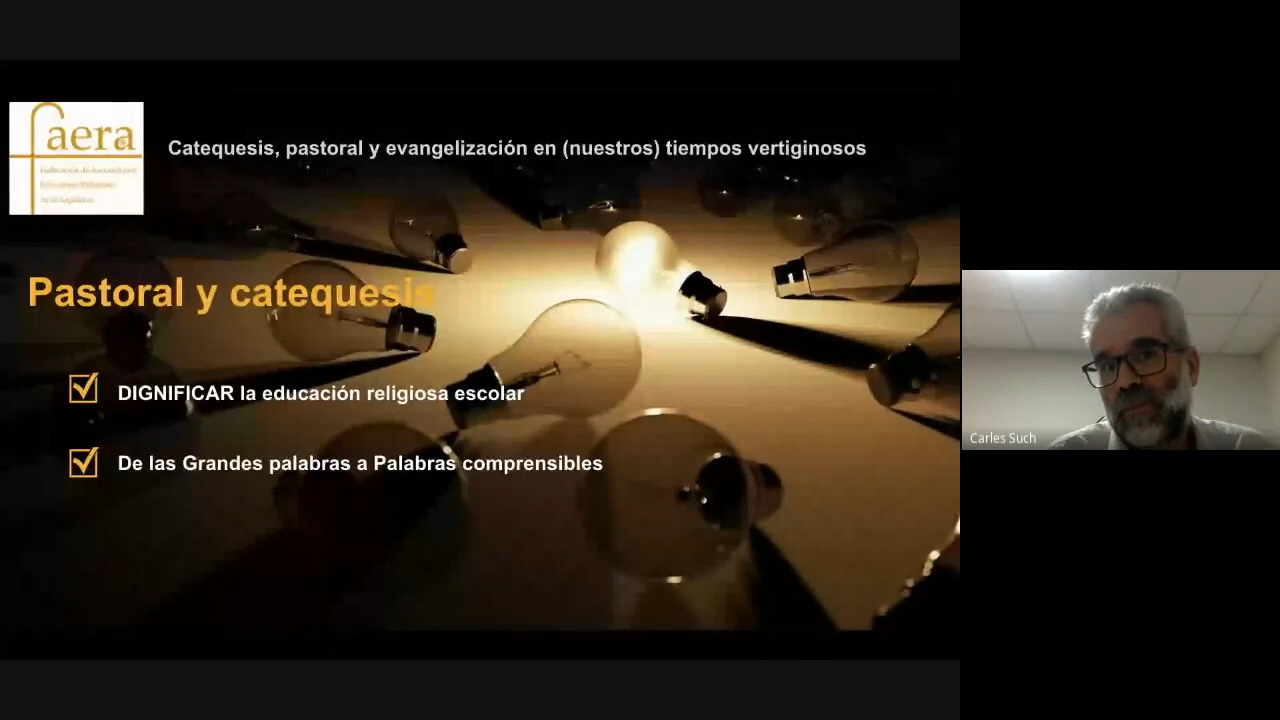 faera
Catequesis, pastoral y evangelización en (nuestros) tiempos vertiginosos
Pastoral y catequesis
DIGNIFICAR la educación religiosa escolar
De las Grandes palabras a Palabras comprensibles
Carles Such